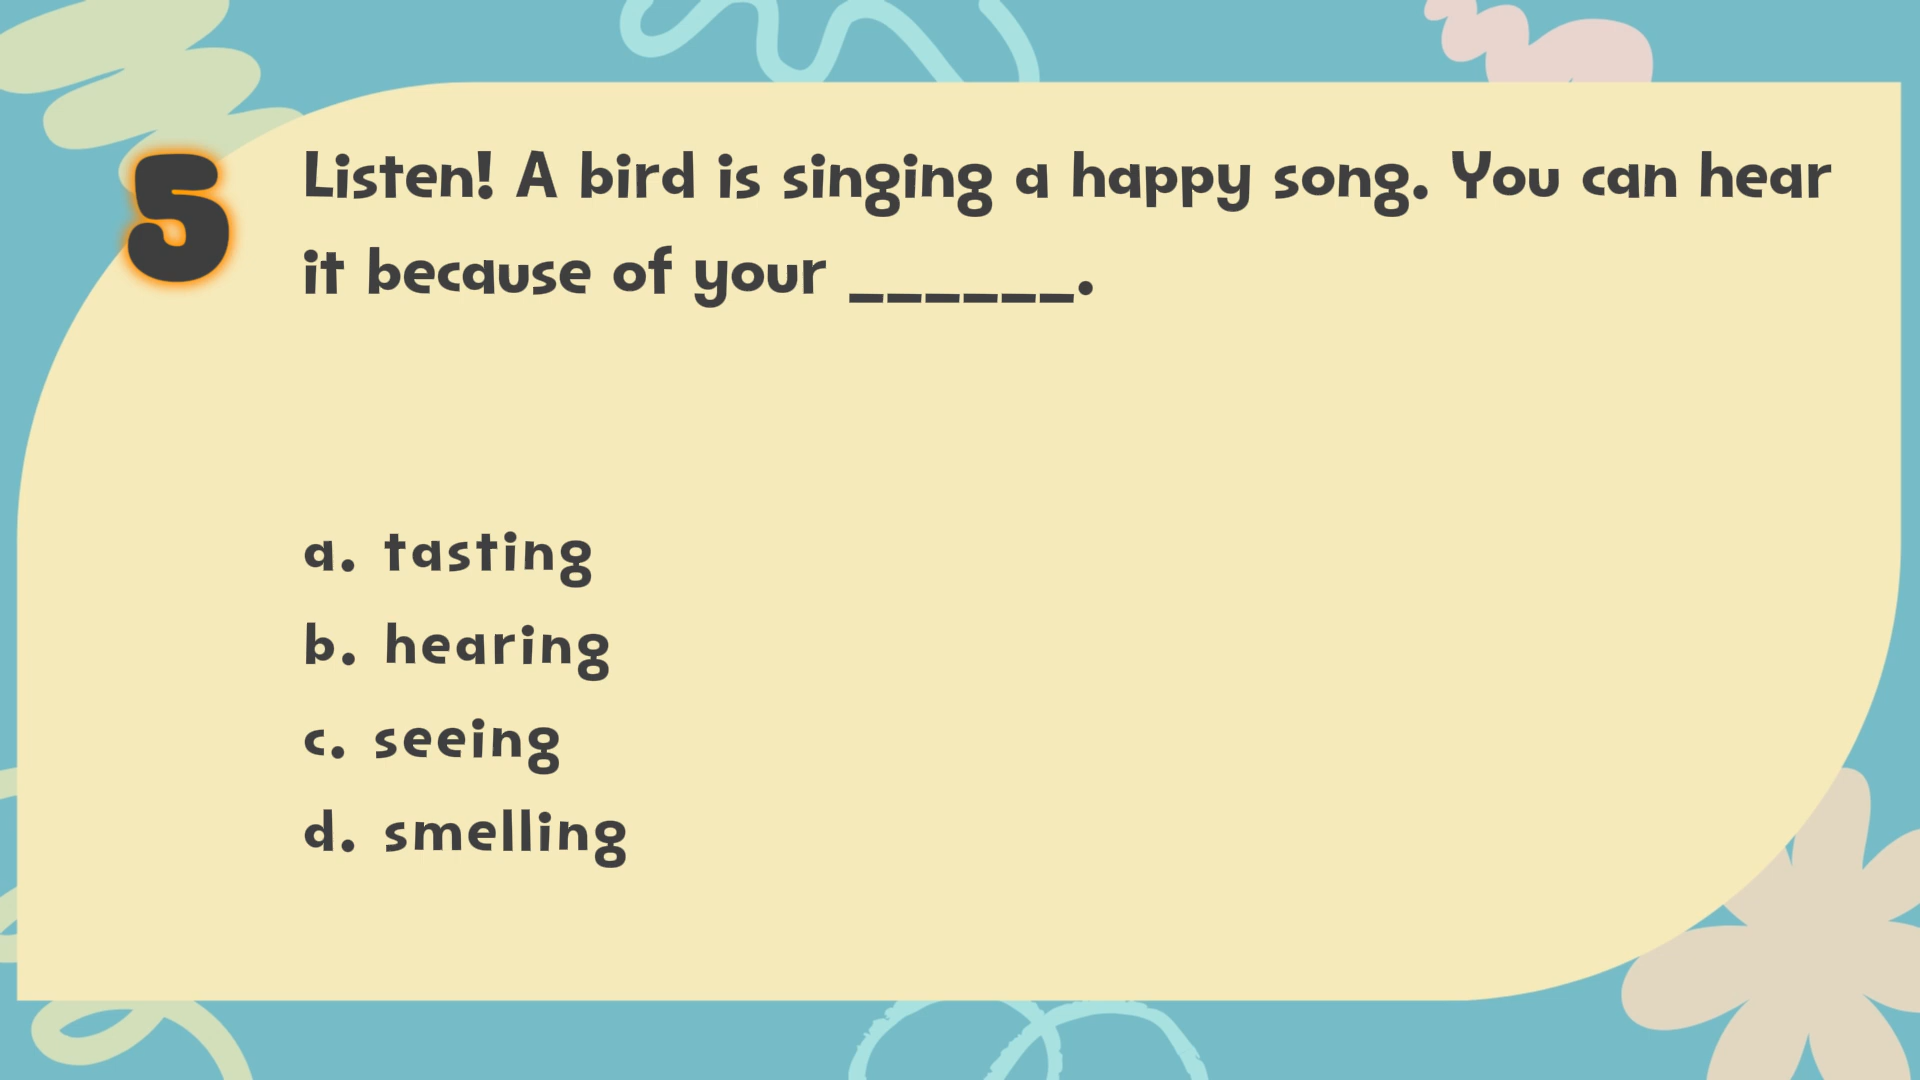 5
Listen! A bird is singing a happy song. You can hear
it because of your ______.
a. tasting
b. hearing
c. seeing
d. smelling